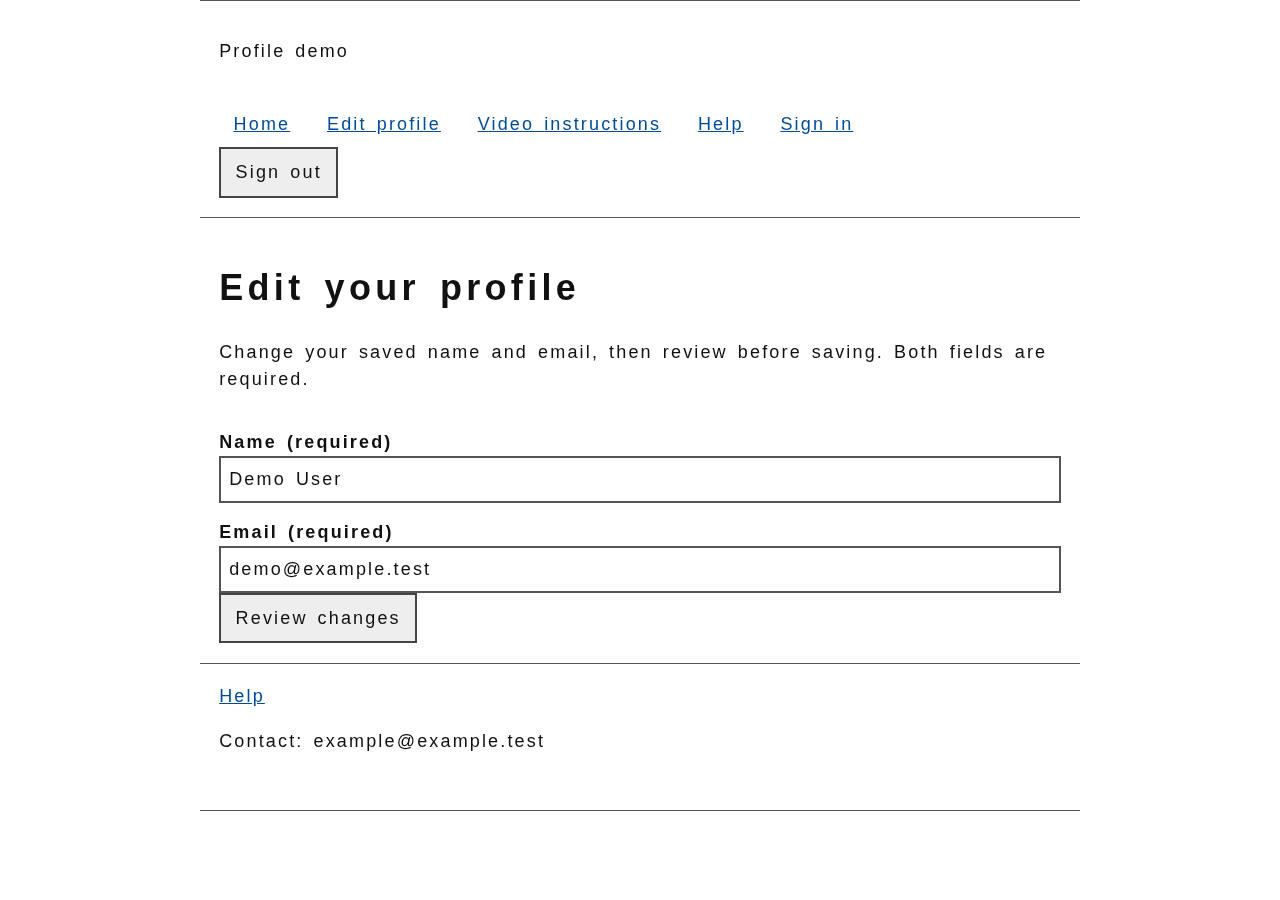 Profile demo
Home Edit profile Video instructions Help Sign in
Sign out
Edit your profile
Change your saved name and email, then review before saving. Both fields are
required.
Name (required)
Demo User
Email (required)
demo@example.test
Review changes
Help
Contact: example@example.test